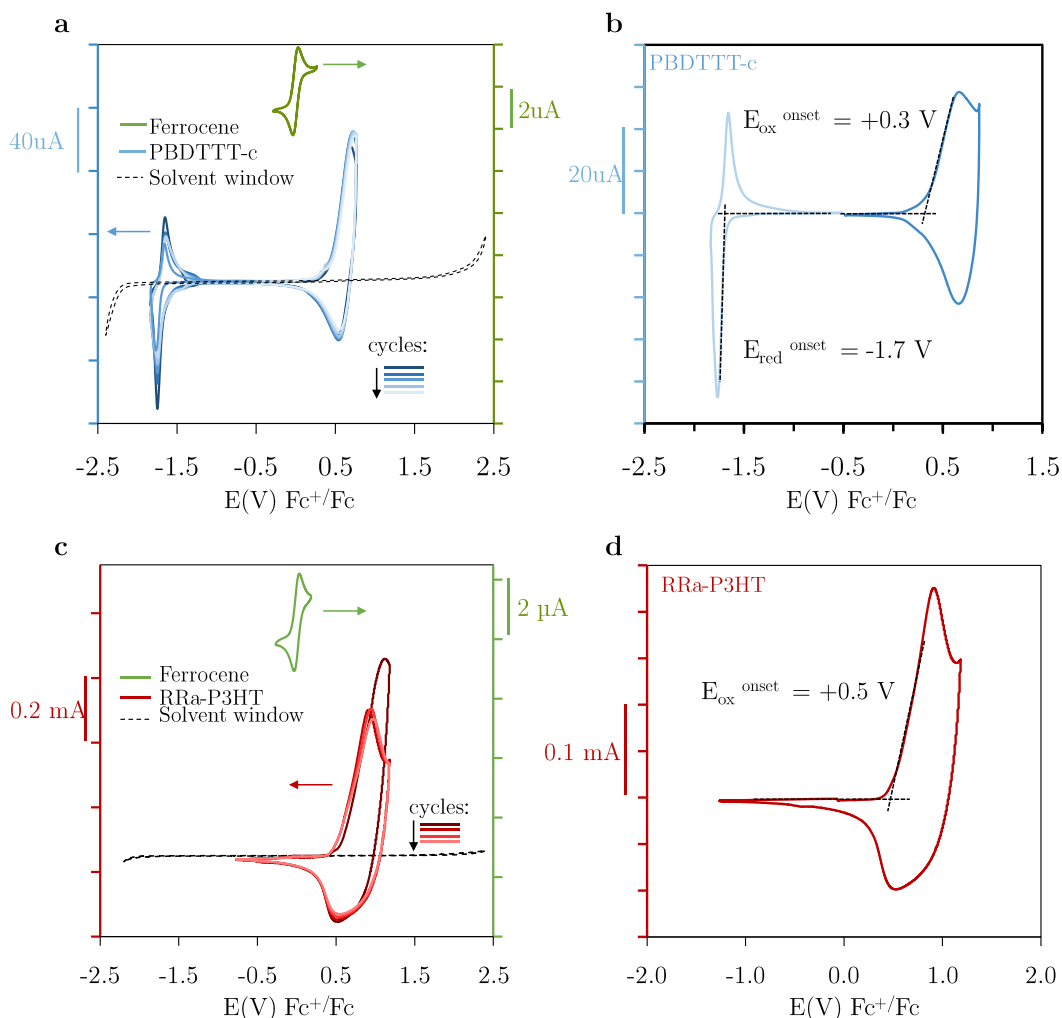 a
40uA
2uA
Ferrocene
PBDTTT-c
Solvent window
cycles:
-2.5 -1.5 -0.5 0.5 1.5 2.5
E(V) Fc⁺/Fc
b
PBDTTT-c
20uA
E_ox ^onset = +0.3 V
E_red ^onset = -1.7 V
-2.5 -1.5 -0.5 0.5 1.5
E(V) Fc⁺/Fc
c
0.2 mA
2 µA
Ferrocene
RRa-P3HT
Solvent window
cycles:
-2.5 -1.5 -0.5 0.5 1.5 2.5
E(V) Fc⁺/Fc
d
RRa-P3HT
0.1 mA
E_ox ^onset = +0.5 V
-2.0 -1.0 0.0 1.0 2.0
E(V) Fc⁺/Fc